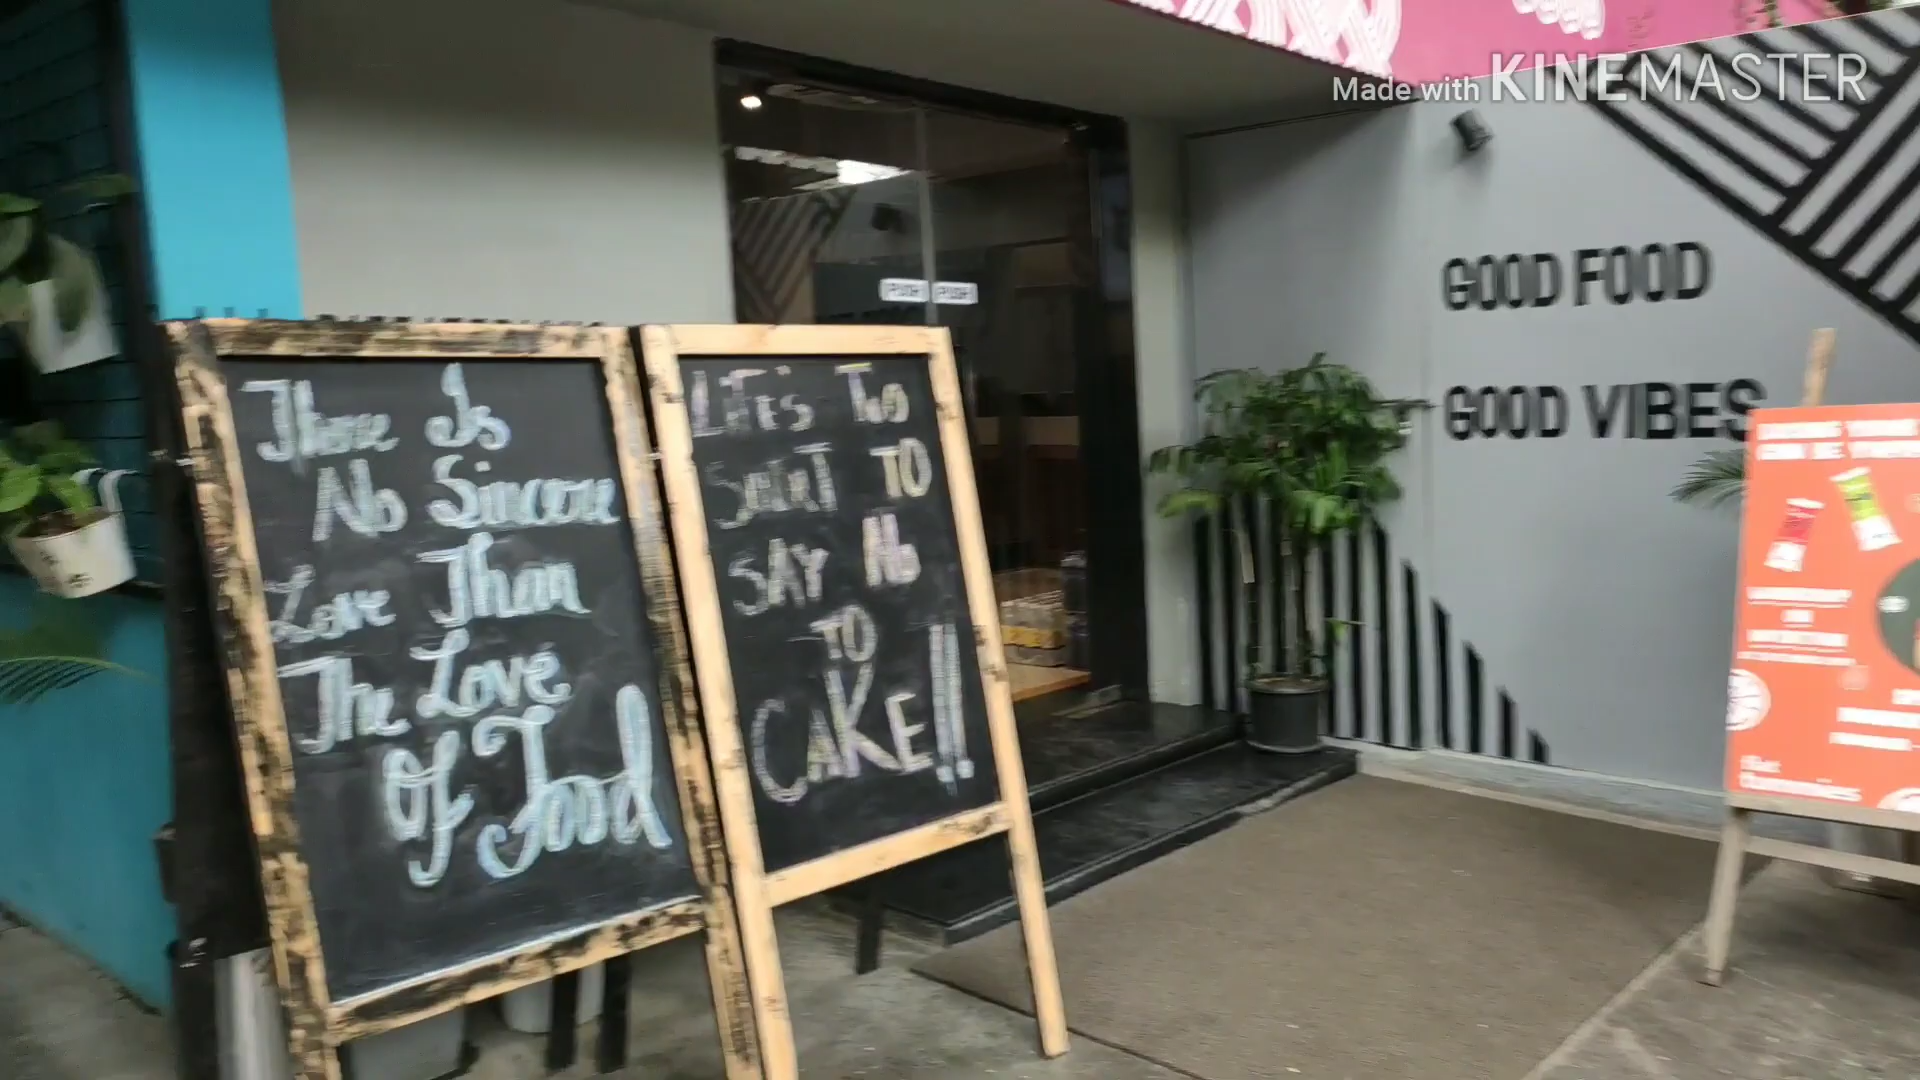 Made with KINEMASTER
GOOD FOOD
GOOD VIBES
PUSH PUSH
There Is
No Sincere
Love Than
The Love
Of Food
LIFE'S Too
SHORT TO
SAY No
TO
CAKE!!